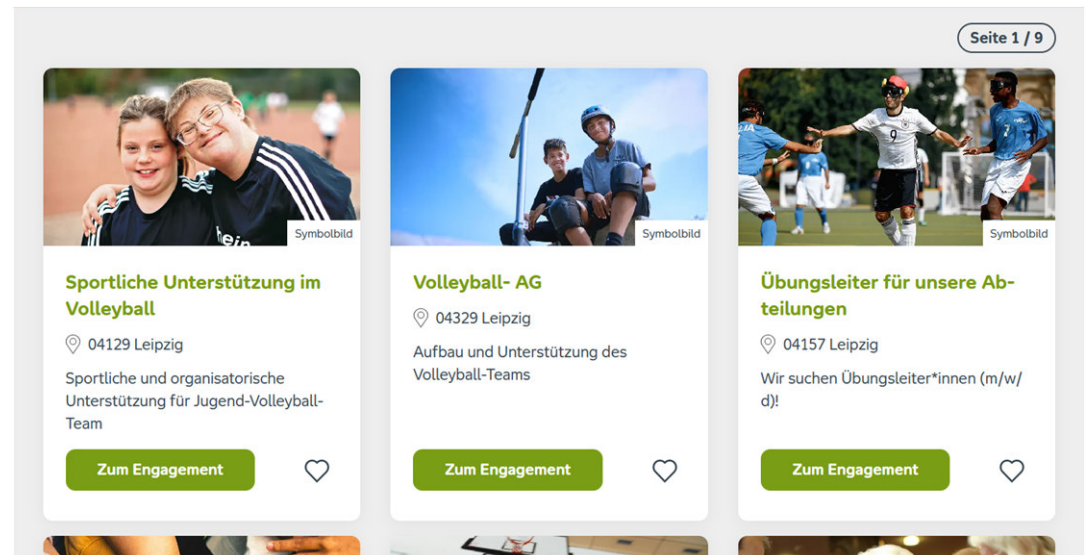 Seite 1 / 9
Symbolbild
Sportliche Unterstützung im
Volleyball
04129 Leipzig
Sportliche und organisatorische
Unterstützung für Jugend-Volleyball-
Team
Zum Engagement
Symbolbild
Volleyball- AG
04329 Leipzig
Aufbau und Unterstützung des
Volleyball-Teams
Zum Engagement
9
7
Symbolbild
Übungsleiter für unsere Ab-
teilungen
04157 Leipzig
Wir suchen Übungsleiter*innen (m/w/
d)!
Zum Engagement